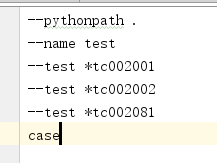 --pythonpath .
--name test
--test *tc002001
--test *tc002002
--test *tc002081
case